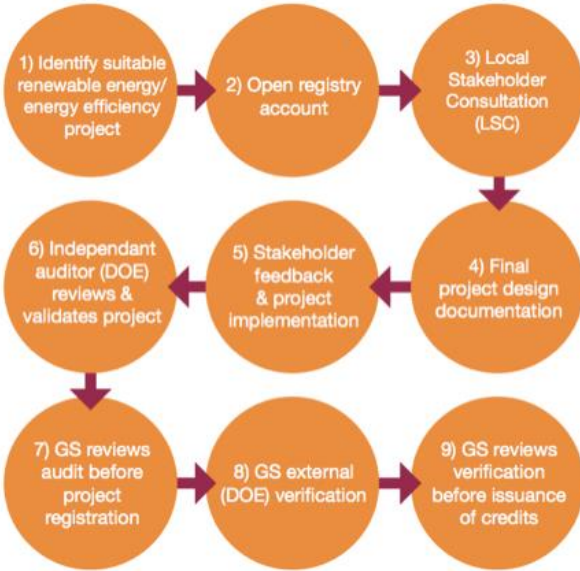 1) Identify suitable
renewable energy/
energy efficiency
project
2) Open registry
account
3) Local
Stakeholder
Consultation
(LSC)
4) Final
project design
documentation
5) Stakeholder
feedback
& project
implementation
6) Independant
auditor (DOE)
reviews &
validates project
7) GS reviews
audit before
project
registration
8) GS external
(DOE) verification
9) GS reviews
verification
before issuance
of credits